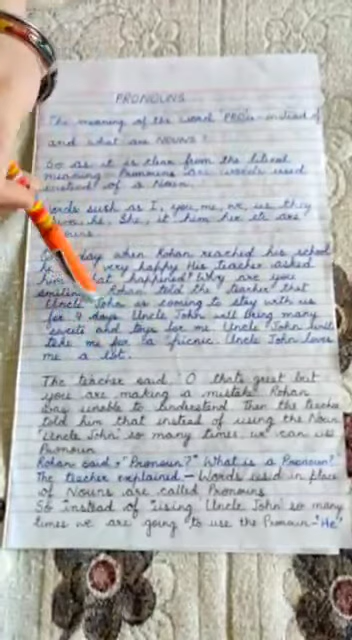 PRONOUNS
The meaning of the word 'PRO' is - instead of
and what are NOUNS?
So as it is clear from the literal
meaning - Pronouns are words used
instead of a Noun.
Words such as I, you, me, we, us, they
he, She, it him her etc are
day when Rohan reached his school
he very happy His teacher asked
him happened? Why are you
smiling Rohan told the teacher that
Uncle John is coming to stay with us
for 4 days Uncle John will bring many
sweets and toys for me. Uncle John will
take me for a picnic. Uncle John loves
me a lot.
The teacher said, O that's great but
you are making a mistake. Rohan
was unable to understand Then the teacher
told him that instead of using the Noun
'Uncle John' so many times we can use
Pronoun
Rohan said - "Pronoun?" What is a Pronoun?
The teacher explained - Words used in place
of Nouns are called Pronouns
So instead of 'using Uncle John' so many
times we are going to use the Pronoun - "He"